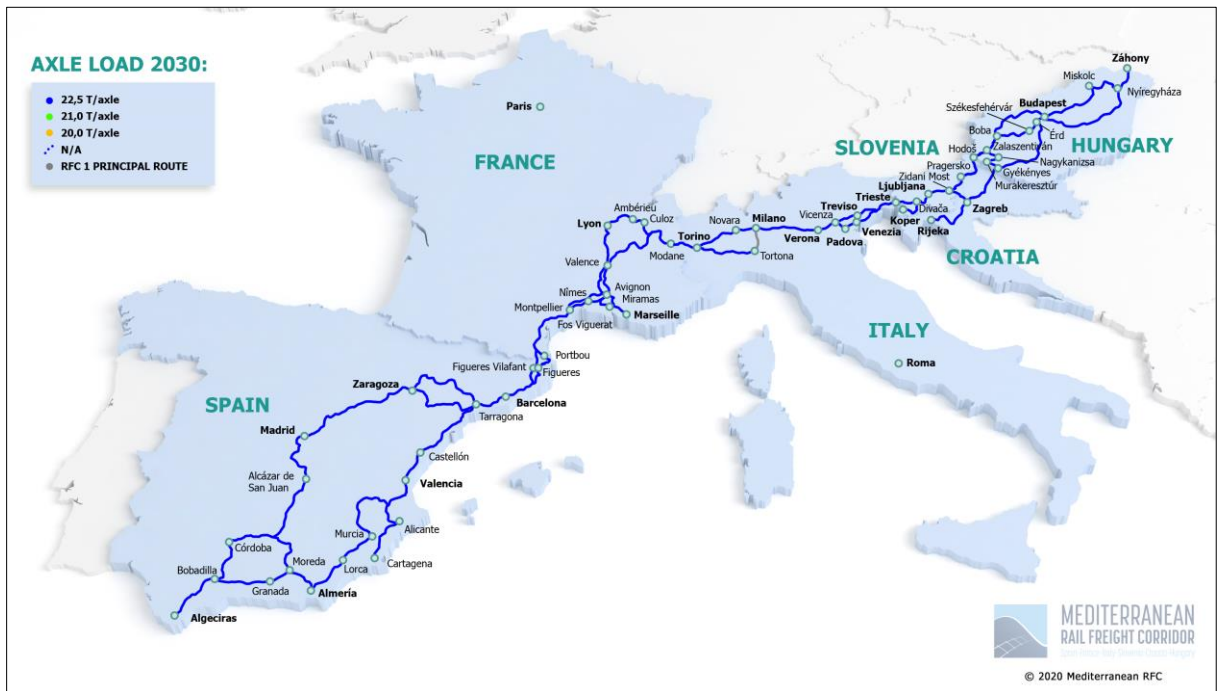 AXLE LOAD 2030:
22,5 T/axle
21,0 T/axle
20,0 T/axle
N/A
RFC 1 PRINCIPAL ROUTE
Paris
FRANCE
Záhony
Miskolc
Nyíregyháza
Székesfehérvár
Budapest
Boba
Érd
SLOVENIA
Zalaszentiván
HUNGARY
Hodoš
Nagykanizsa
Pragersko
Gyékényes
Zidani Most
Murakeresztúr
Ljubljana
Trieste
Treviso
Divača
Zagreb
Ambérieu
Culoz
Novara
Milano
Vicenza
Koper
Rijeka
Lyon
Torino
Verona
Venezia
Padova
Modane
Tortona
CROATIA
Valence
Avignon
Nîmes
Miramas
Montpellier
Marseille
Fos Viguerat
ITALY
Portbou
Figueres Vilafant
Figueres
Roma
Zaragoza
SPAIN
Barcelona
Tarragona
Madrid
Castellón
Alcázar de
San Juan
Valencia
Murcia
Alicante
Córdoba
Moreda
Lorca
Cartagena
Bobadilla
Granada
Almería
Algeciras
MEDITERRANEAN
RAIL FREIGHT CORRIDOR
© 2020 Mediterranean RFC